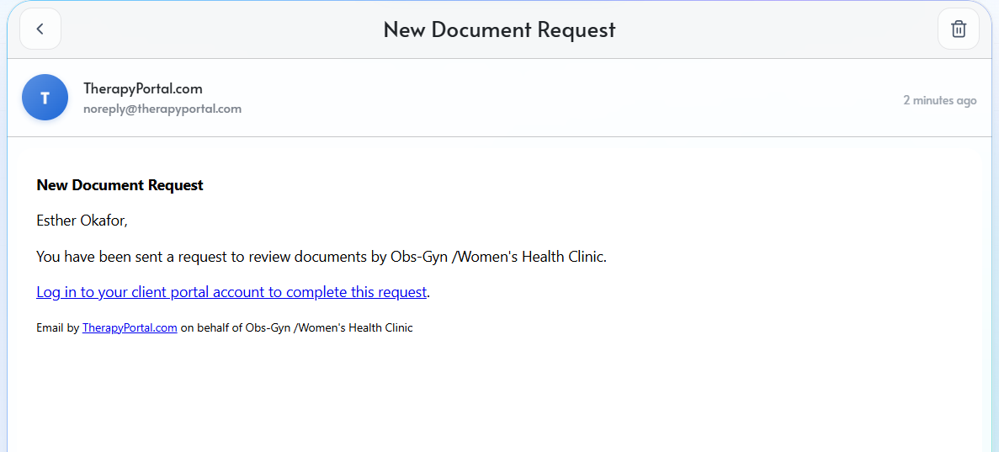 New Document Request
T
TherapyPortal.com
noreply@therapyportal.com
2 minutes ago
New Document Request
Esther Okafor,
You have been sent a request to review documents by Obs-Gyn /Women's Health Clinic.
Log in to your client portal account to complete this request.
Email by TherapyPortal.com on behalf of Obs-Gyn /Women's Health Clinic